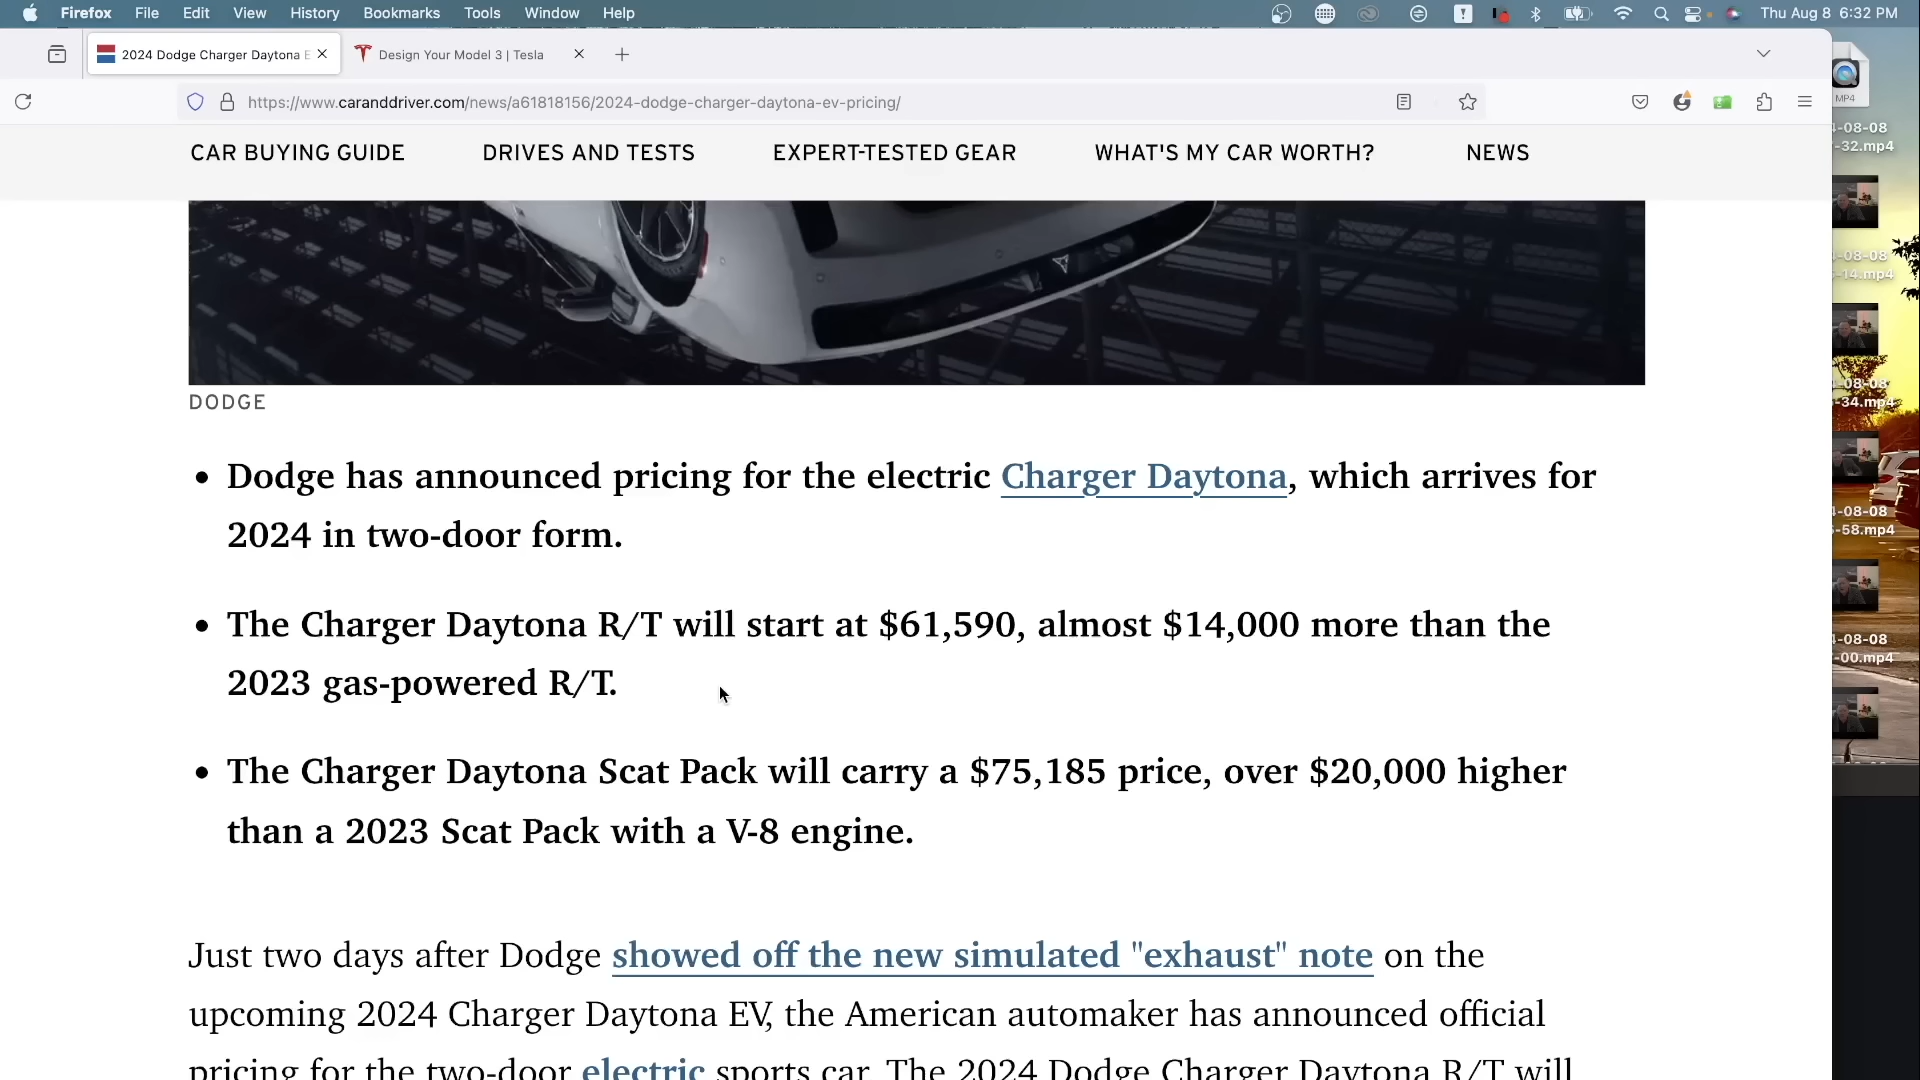 Firefox File Edit View History Bookmarks Tools Window Help Thu Aug 8 6:32 PM
2024 Dodge Charger Daytona E
Design Your Model 3 | Tesla
https://www.caranddriver.com/news/a61818156/2024-dodge-charger-daytona-ev-pricing/
MP4
CAR BUYING GUIDE DRIVES AND TESTS EXPERT-TESTED GEAR WHAT'S MY CAR WORTH? NEWS
-08-08
-32.mp4
-08-08
-14.mp4
-08-08
-34.mp4
-08-08
-58.mp4
-08-08
-00.mp4
DODGE
• Dodge has announced pricing for the electric Charger Daytona, which arrives for
2024 in two-door form.
• The Charger Daytona R/T will start at $61,590, almost $14,000 more than the
2023 gas-powered R/T.
• The Charger Daytona Scat Pack will carry a $75,185 price, over $20,000 higher
than a 2023 Scat Pack with a V-8 engine.
Just two days after Dodge showed off the new simulated "exhaust" note on the
upcoming 2024 Charger Daytona EV, the American automaker has announced official
pricing for the two-door electric sports car. The 2024 Dodge Charger Daytona R/T will